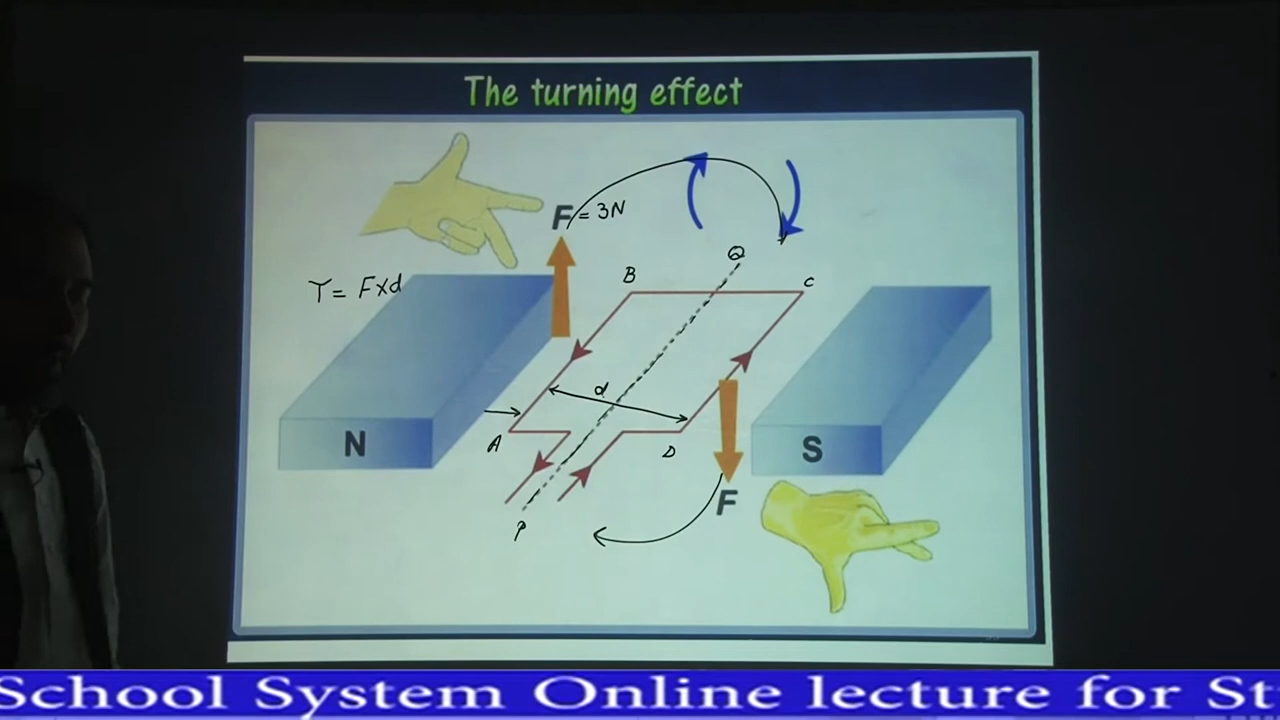 The turning effect
F = 3N
Q
τ = F×d
B
C
d
N
A
D
S
F
P
School System Online lecture for St